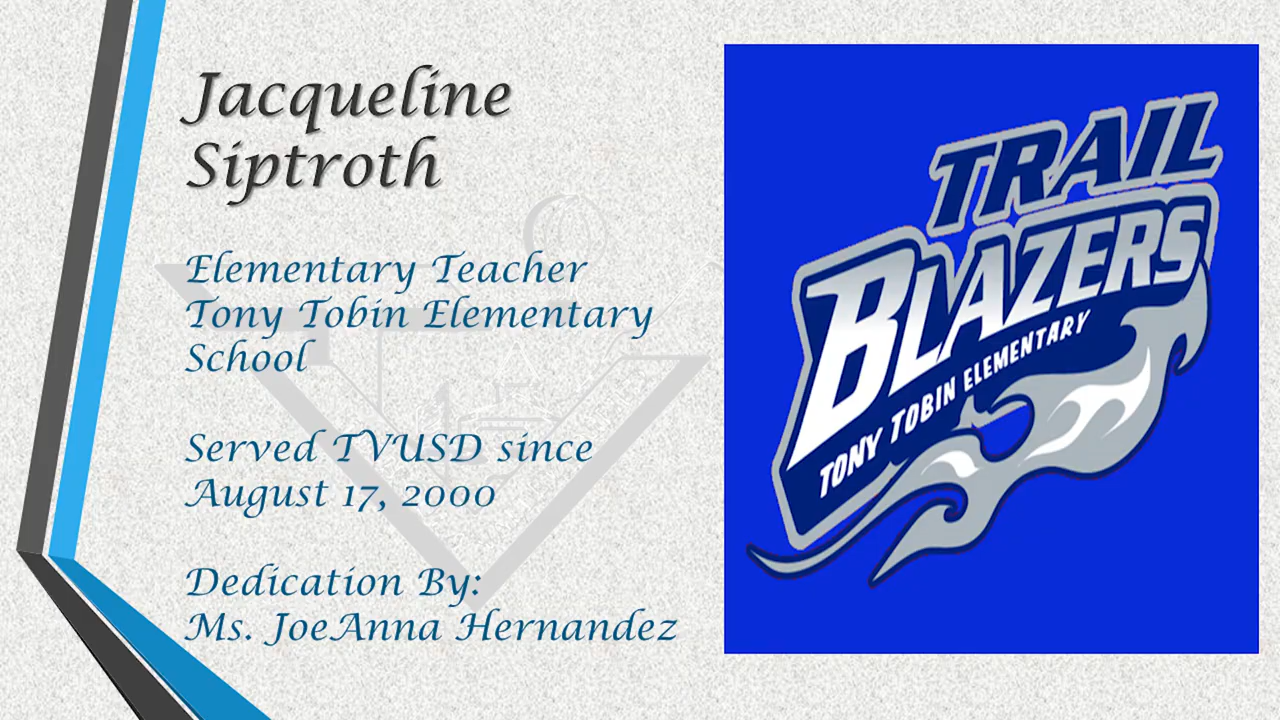 Jacqueline
Siptroth
Elementary Teacher
Tony Tobin Elementary
School
Served TVUSD since
August 17, 2000
Dedication By:
Ms. JoeAnna Hernandez
TRAIL
BLAZERS
TONY TOBIN ELEMENTARY